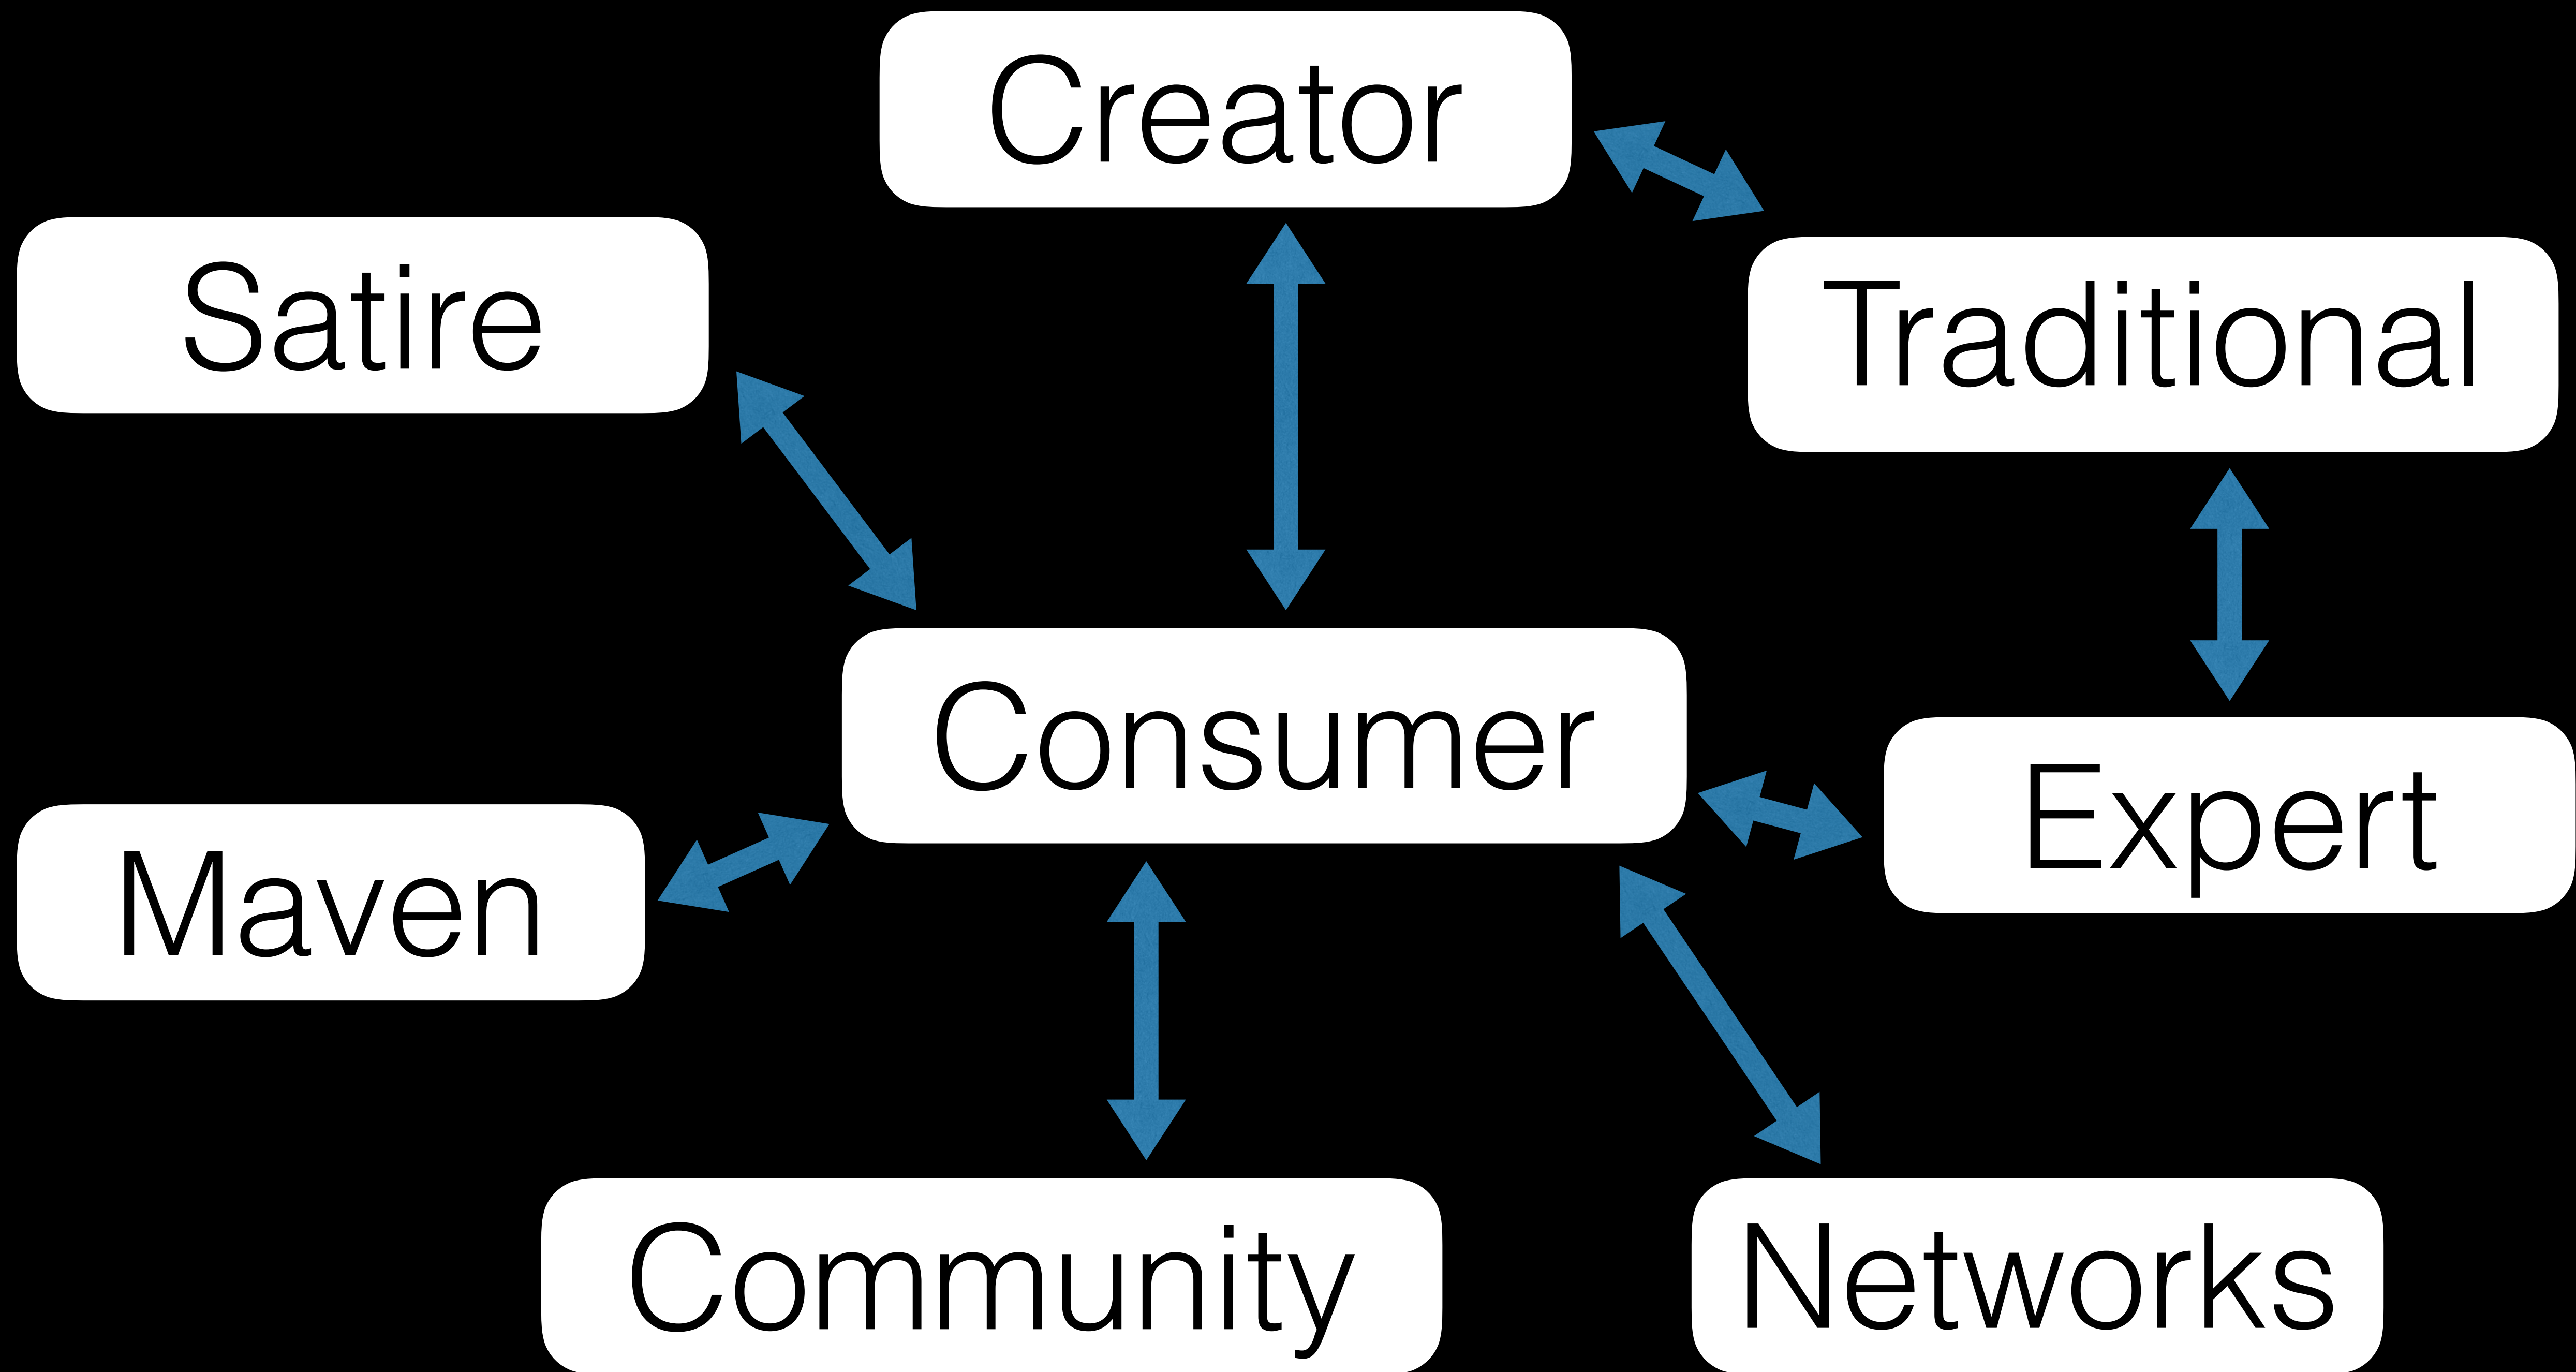 Creator
Satire
Traditional
Consumer
Expert
Maven
Community
Networks